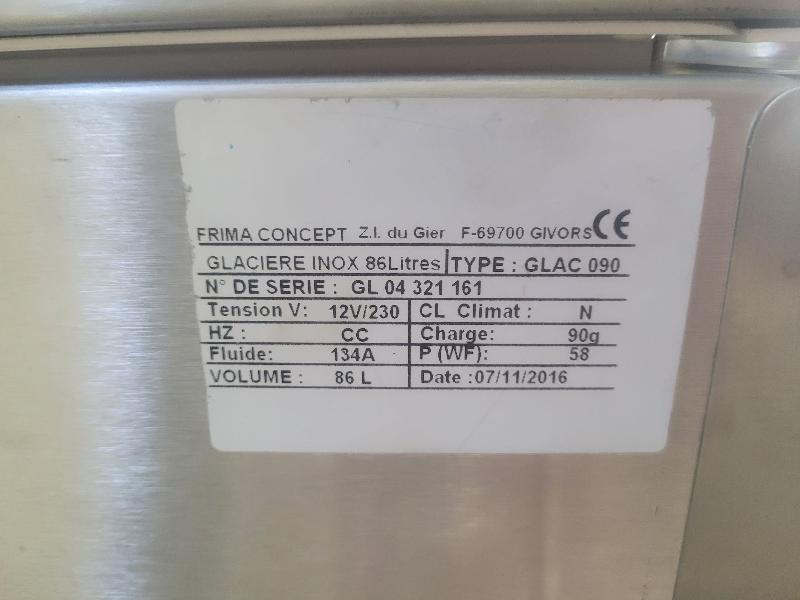 FRIMA CONCEPT Z.I. du Gier F-69700 GIVORS CE
GLACIERE INOX 86Litres TYPE : GLAC 090
N° DE SERIE : GL 04 321 161
Tension V: 12V/230 CL Climat : N
HZ : CC Charge: 90g
Fluide: 134A P (WF): 58
VOLUME : 86 L Date :07/11/2016